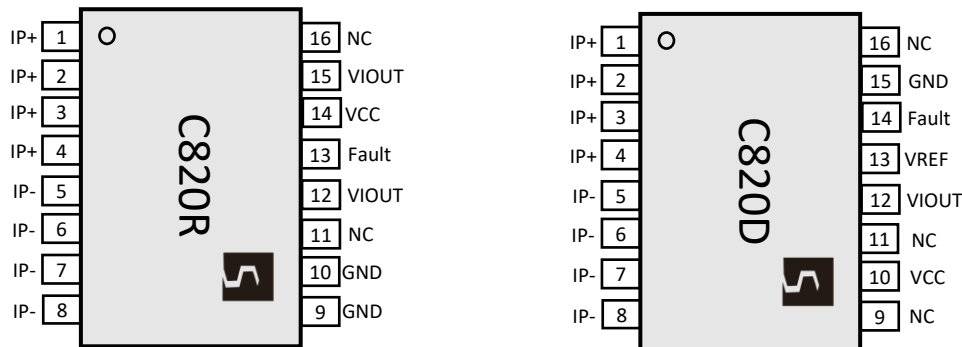 IP+ 1 16 NC
IP+ 2 15 VIOUT
IP+ 3 14 VCC
IP+ 4 13 Fault
IP- 5 12 VIOUT
IP- 6 11 NC
IP- 7 10 GND
IP- 8 9 GND
C820R
IP+ 1 16 NC
IP+ 2 15 GND
IP+ 3 14 Fault
IP+ 4 13 VREF
IP- 5 12 VIOUT
IP- 6 11 NC
IP- 7 10 VCC
IP- 8 9 NC
C820D